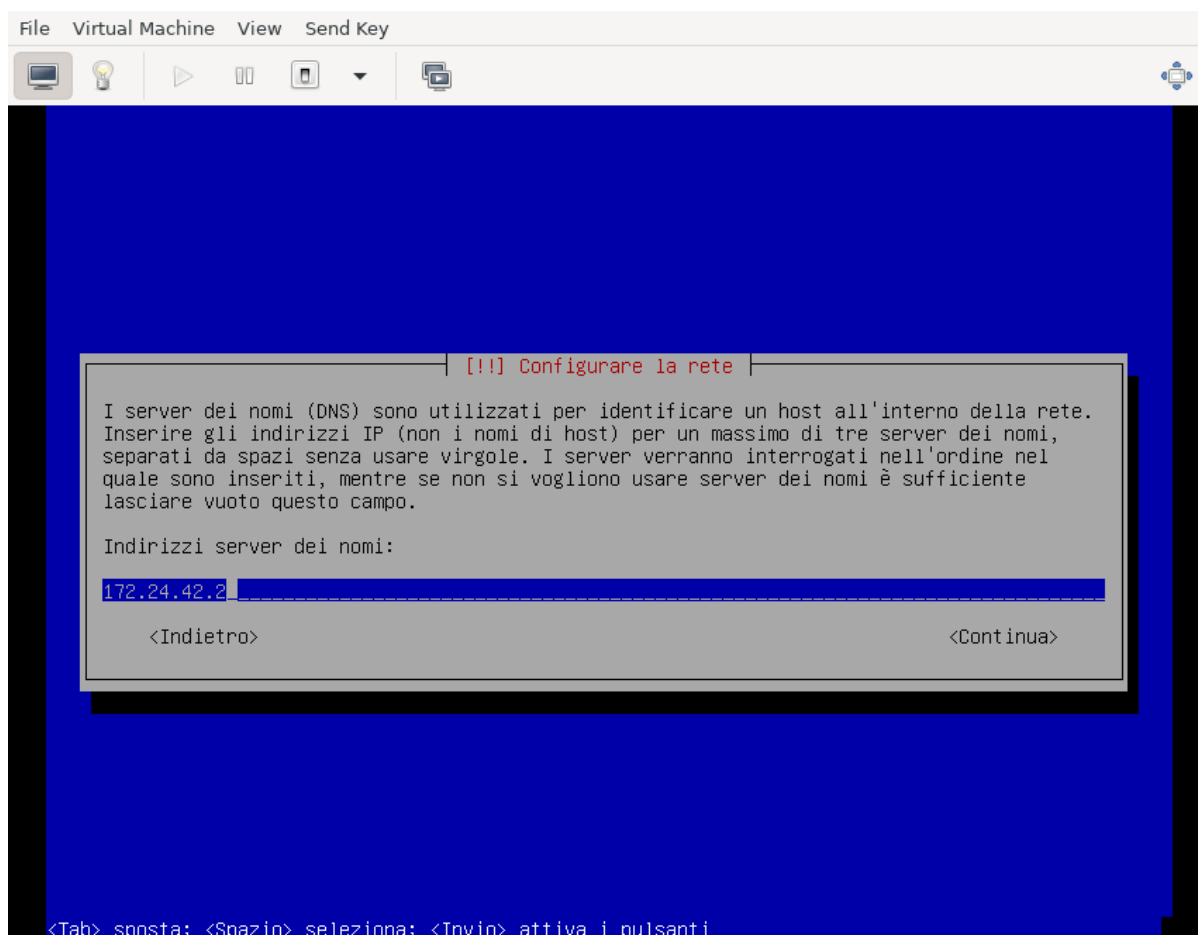 File Virtual Machine View Send Key
[!!] Configurare la rete
I server dei nomi (DNS) sono utilizzati per identificare un host all'interno della rete.
Inserire gli indirizzi IP (non i nomi di host) per un massimo di tre server dei nomi,
separati da spazi senza usare virgole. I server verranno interrogati nell'ordine nel
quale sono inseriti, mentre se non si vogliono usare server dei nomi è sufficiente
lasciare vuoto questo campo.
Indirizzi server dei nomi:
172.24.42.2
<Indietro> <Continua>
<Tab> sposta; <Spazio> seleziona; <Invio> attiva i pulsanti